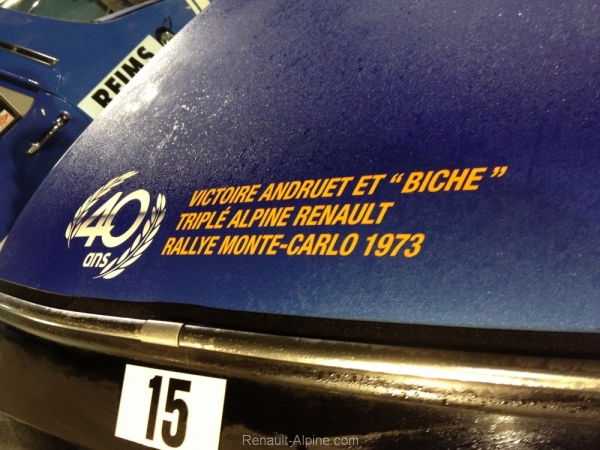 REIMS
40
ans
VICTOIRE ANDRUET ET “ BICHE ”
TRIPLÉ ALPINE RENAULT
RALLYE MONTE-CARLO 1973
15
Renault-Alpine.com